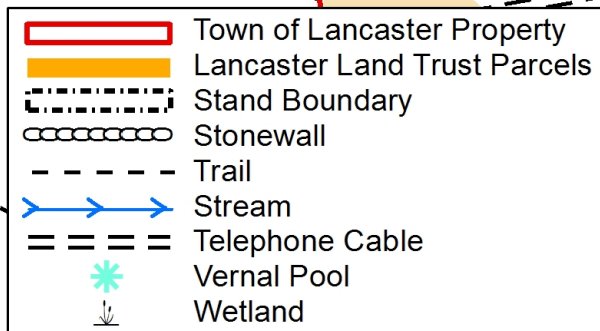 Town of Lancaster Property
Lancaster Land Trust Parcels
Stand Boundary
Stonewall
Trail
Stream
Telephone Cable
Vernal Pool
Wetland